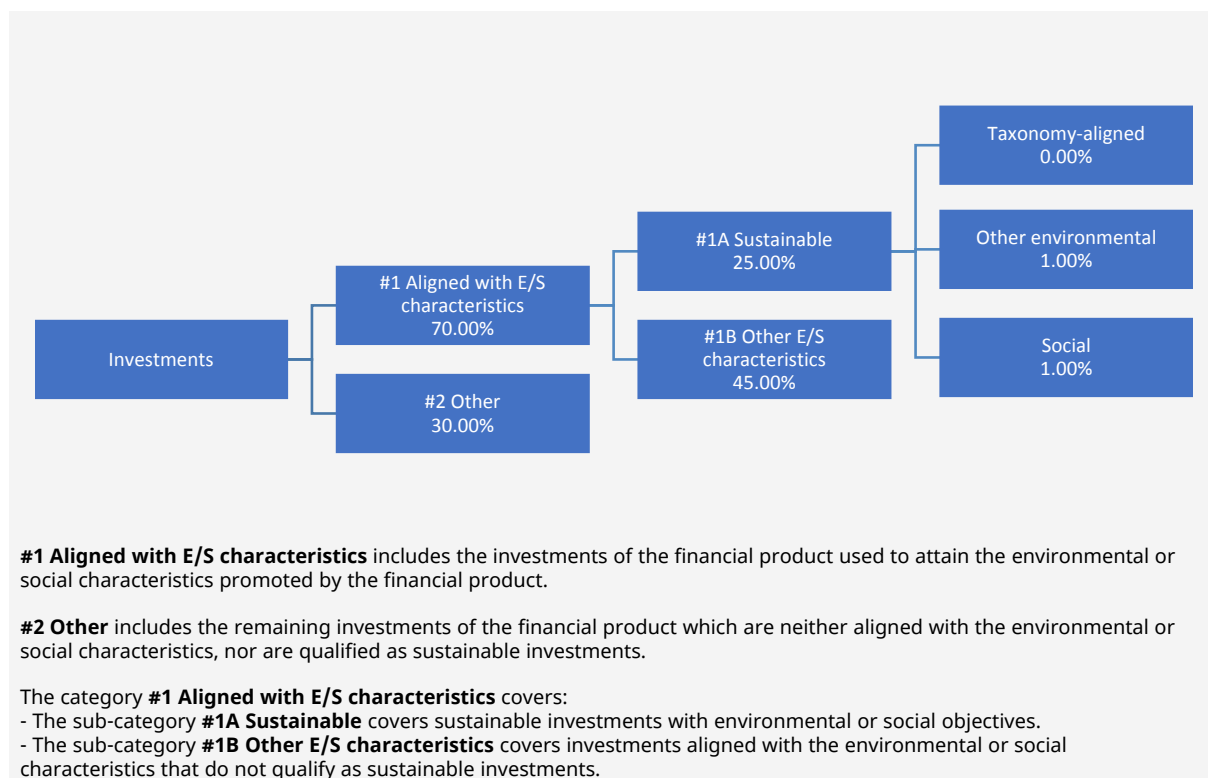 Investments
#1 Aligned with E/S
characteristics
70.00%
#2 Other
30.00%
#1A Sustainable
25.00%
#1B Other E/S
characteristics
45.00%
Taxonomy-aligned
0.00%
Other environmental
1.00%
Social
1.00%
#1 Aligned with E/S characteristics includes the investments of the financial product used to attain the environmental or
social characteristics promoted by the financial product.
#2 Other includes the remaining investments of the financial product which are neither aligned with the environmental or
social characteristics, nor are qualified as sustainable investments.
The category #1 Aligned with E/S characteristics covers:
- The sub-category #1A Sustainable covers sustainable investments with environmental or social objectives.
- The sub-category #1B Other E/S characteristics covers investments aligned with the environmental or social
characteristics that do not qualify as sustainable investments.